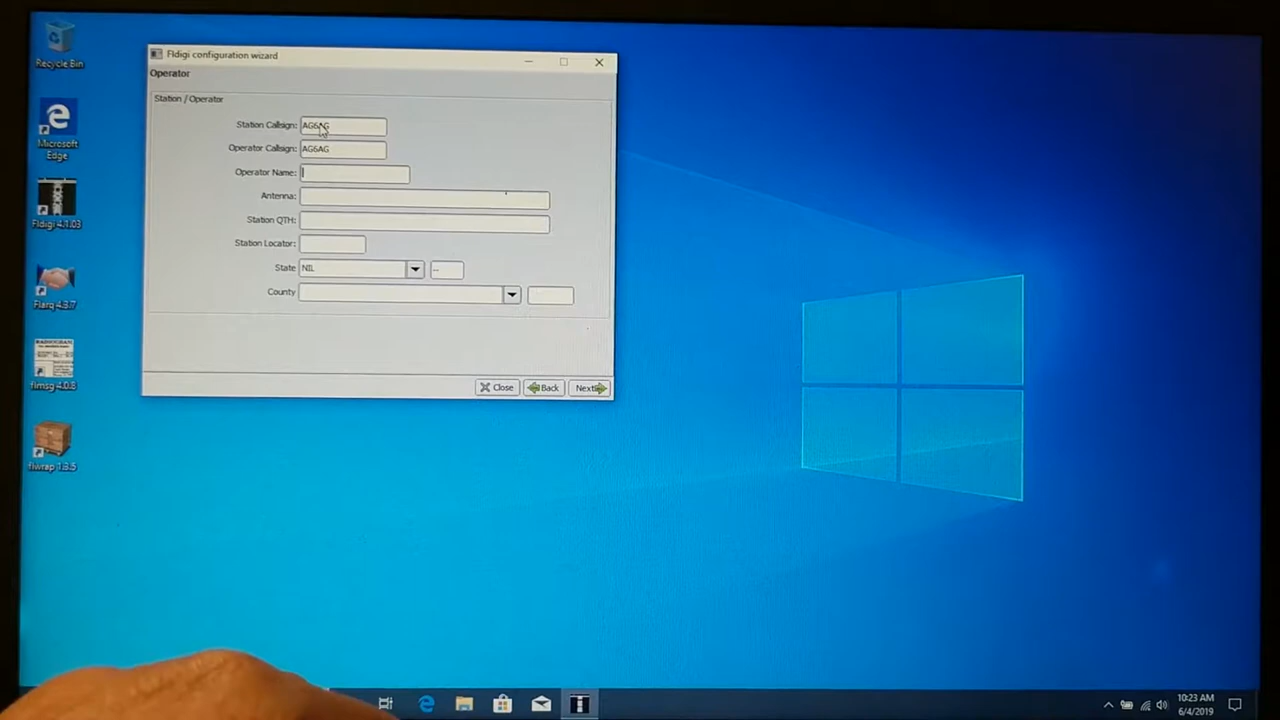 Recycle Bin
Microsoft Edge
Fldigi 4.1.03
Flarq 4.3.7
flmsg 4.0.8
flwrap 1.3.5
Fldigi configuration wizard
Operator
Station / Operator
Station Callsign: AG6AG
Operator Callsign: AG6AG
Operator Name:
Antenna:
Station QTH:
Station Locator:
State NIL --
County
Close Back Next
10:23 AM
6/4/2019